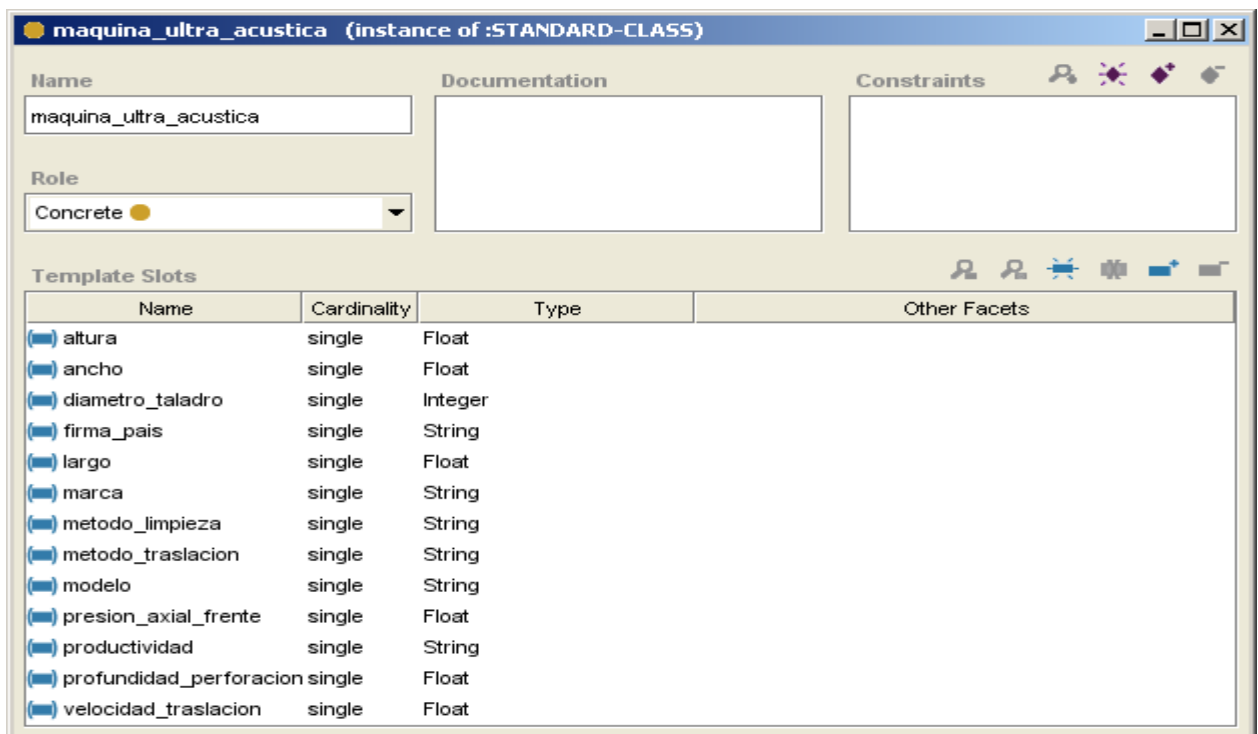 maquina_ultra_acustica (instance of :STANDARD-CLASS)
Name Documentation Constraints
maquina_ultra_acustica
Role
Concrete
Template Slots
Name Cardinality Type Other Facets
altura single Float
ancho single Float
diametro_taladro single Integer
firma_pais single String
largo single Float
marca single String
metodo_limpieza single String
metodo_traslacion single String
modelo single String
presion_axial_frente single Float
productividad single String
profundidad_perforacion single Float
velocidad_traslacion single Float